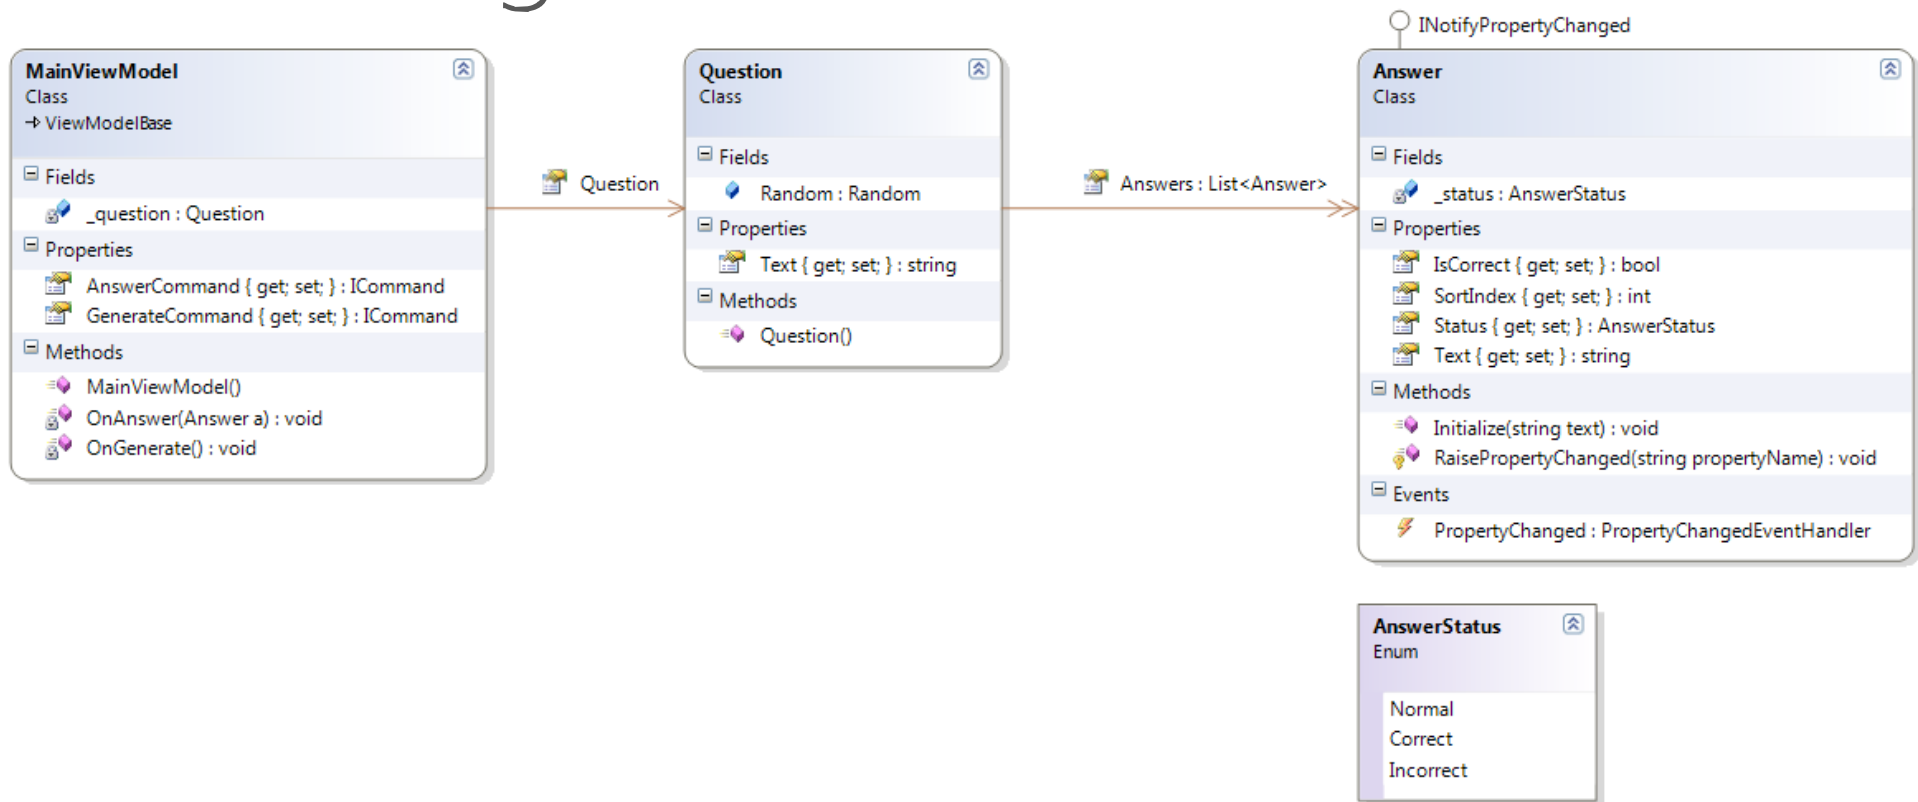 MainViewModel
Class
ViewModelBase
Fields
_question : Question
Properties
AnswerCommand { get; set; } : ICommand
GenerateCommand { get; set; } : ICommand
Methods
MainViewModel()
OnAnswer(Answer a) : void
OnGenerate() : void
Question
Question
Class
Fields
Random : Random
Properties
Text { get; set; } : string
Methods
Question()
Answers : List<Answer>
INotifyPropertyChanged
Answer
Class
Fields
_status : AnswerStatus
Properties
IsCorrect { get; set; } : bool
SortIndex { get; set; } : int
Status { get; set; } : AnswerStatus
Text { get; set; } : string
Methods
Initialize(string text) : void
RaisePropertyChanged(string propertyName) : void
Events
PropertyChanged : PropertyChangedEventHandler
AnswerStatus
Enum
Normal
Correct
Incorrect